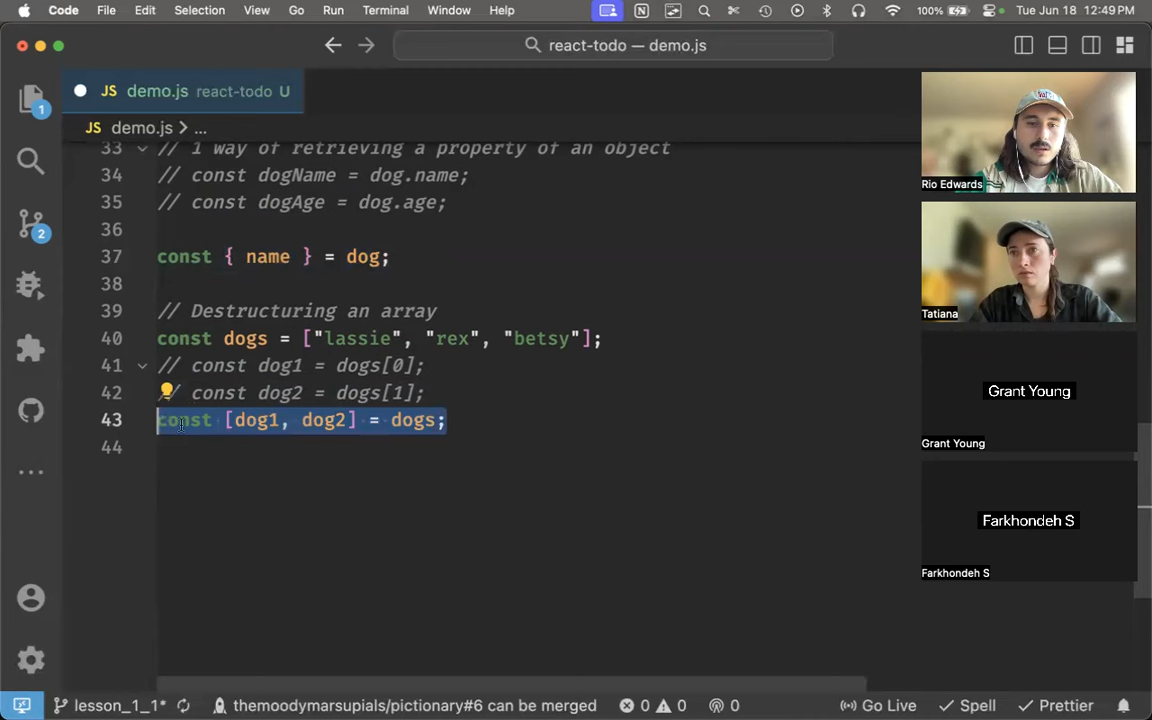 Code File Edit Selection View Go Run Terminal Window Help 100% Tue Jun 18 12:49 PM
react-todo — demo.js
JS demo.js react-todo U
JS demo.js > ...
33 // 1 way of retrieving a property of an object
34 // const dogName = dog.name;
35 // const dogAge = dog.age;
36
37 const { name } = dog;
38
39 // Destructuring an array
40 const dogs = ["lassie", "rex", "betsy"];
41 // const dog1 = dogs[0];
42 // const dog2 = dogs[1];
43 const [dog1, dog2] = dogs;
44
1
2
Rio Edwards
Tatiana
Grant Young
Grant Young
Farkhondeh S
Farkhondeh S
lesson_1_1* themoodymarsupials/pictionary#6 can be merged 0 0 0 Go Live Spell Prettier